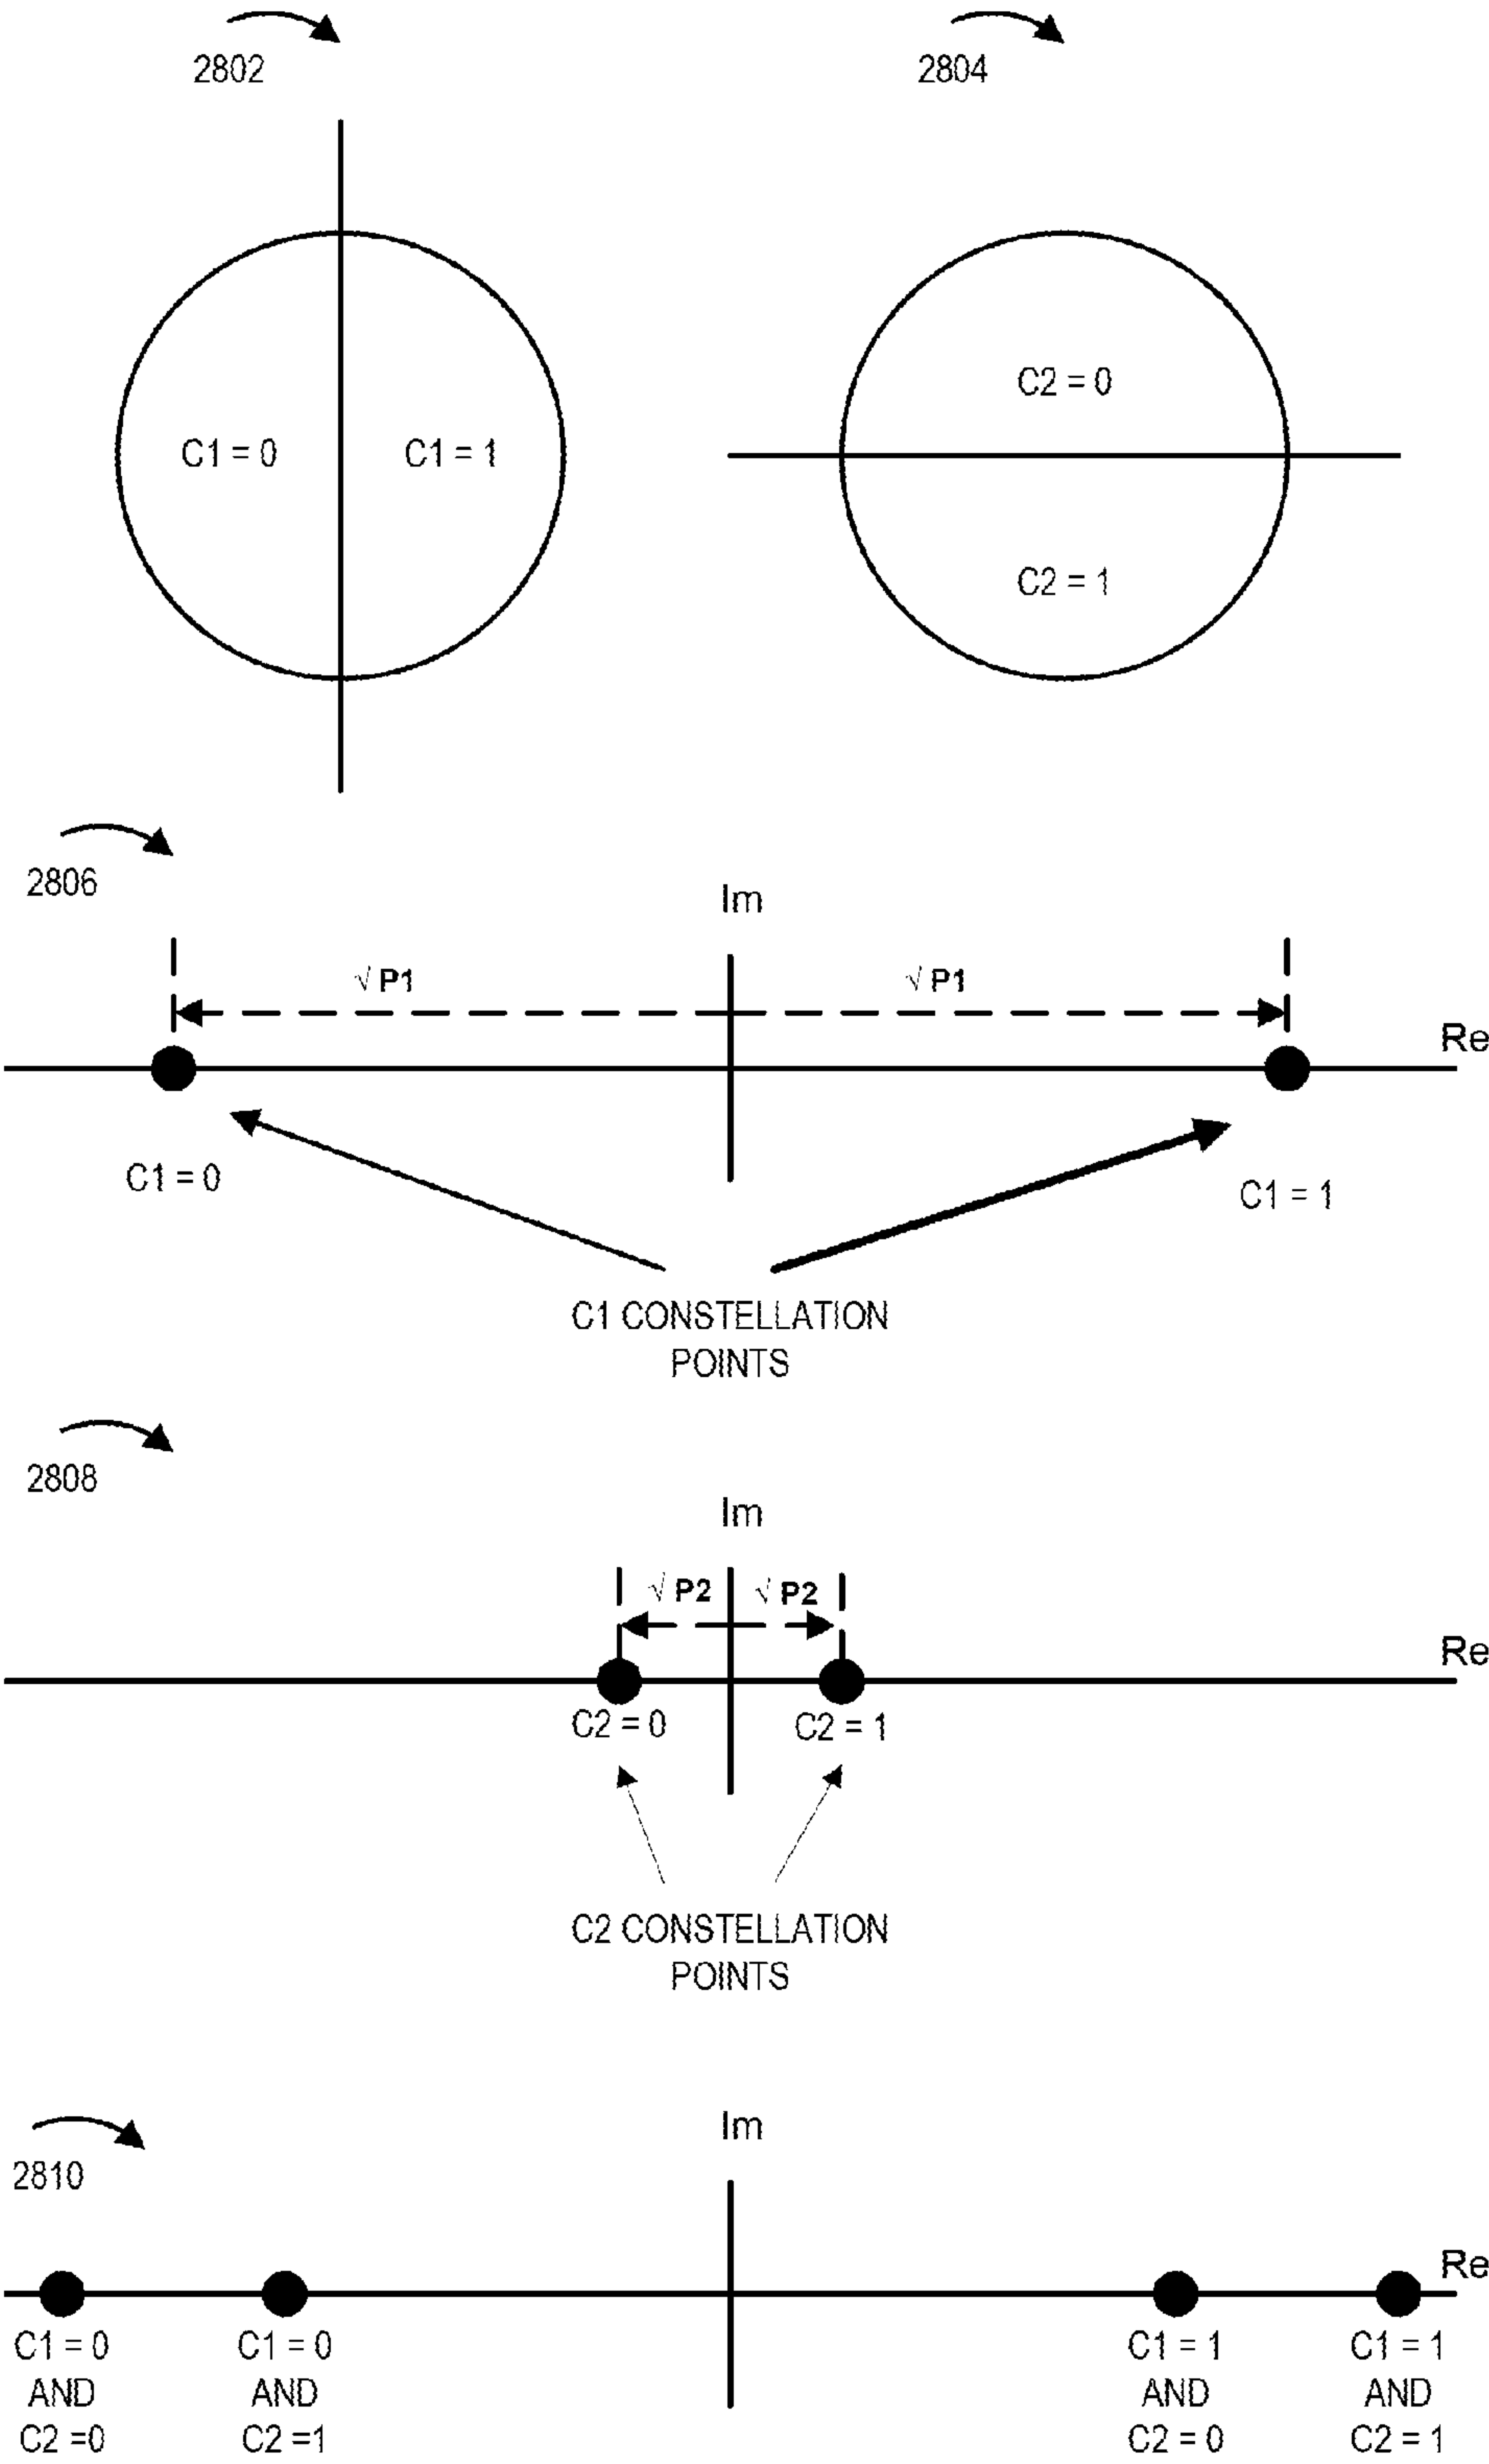 2802
2804
C1 = 0
C1 = 1
C2 = 0
C2 = 1
2806
Im
√ P1
√ P1
Re
C1 = 0
C1 = 1
C1 CONSTELLATION
POINTS
2808
Im
√ P2
√ P2
Re
C2 = 0
C2 = 1
C2 CONSTELLATION
POINTS
2810
Im
Re
C1 = 0
AND
C2 =0
C1 = 0
AND
C2 =1
C1 = 1
AND
C2 = 0
C1 = 1
AND
C2 = 1